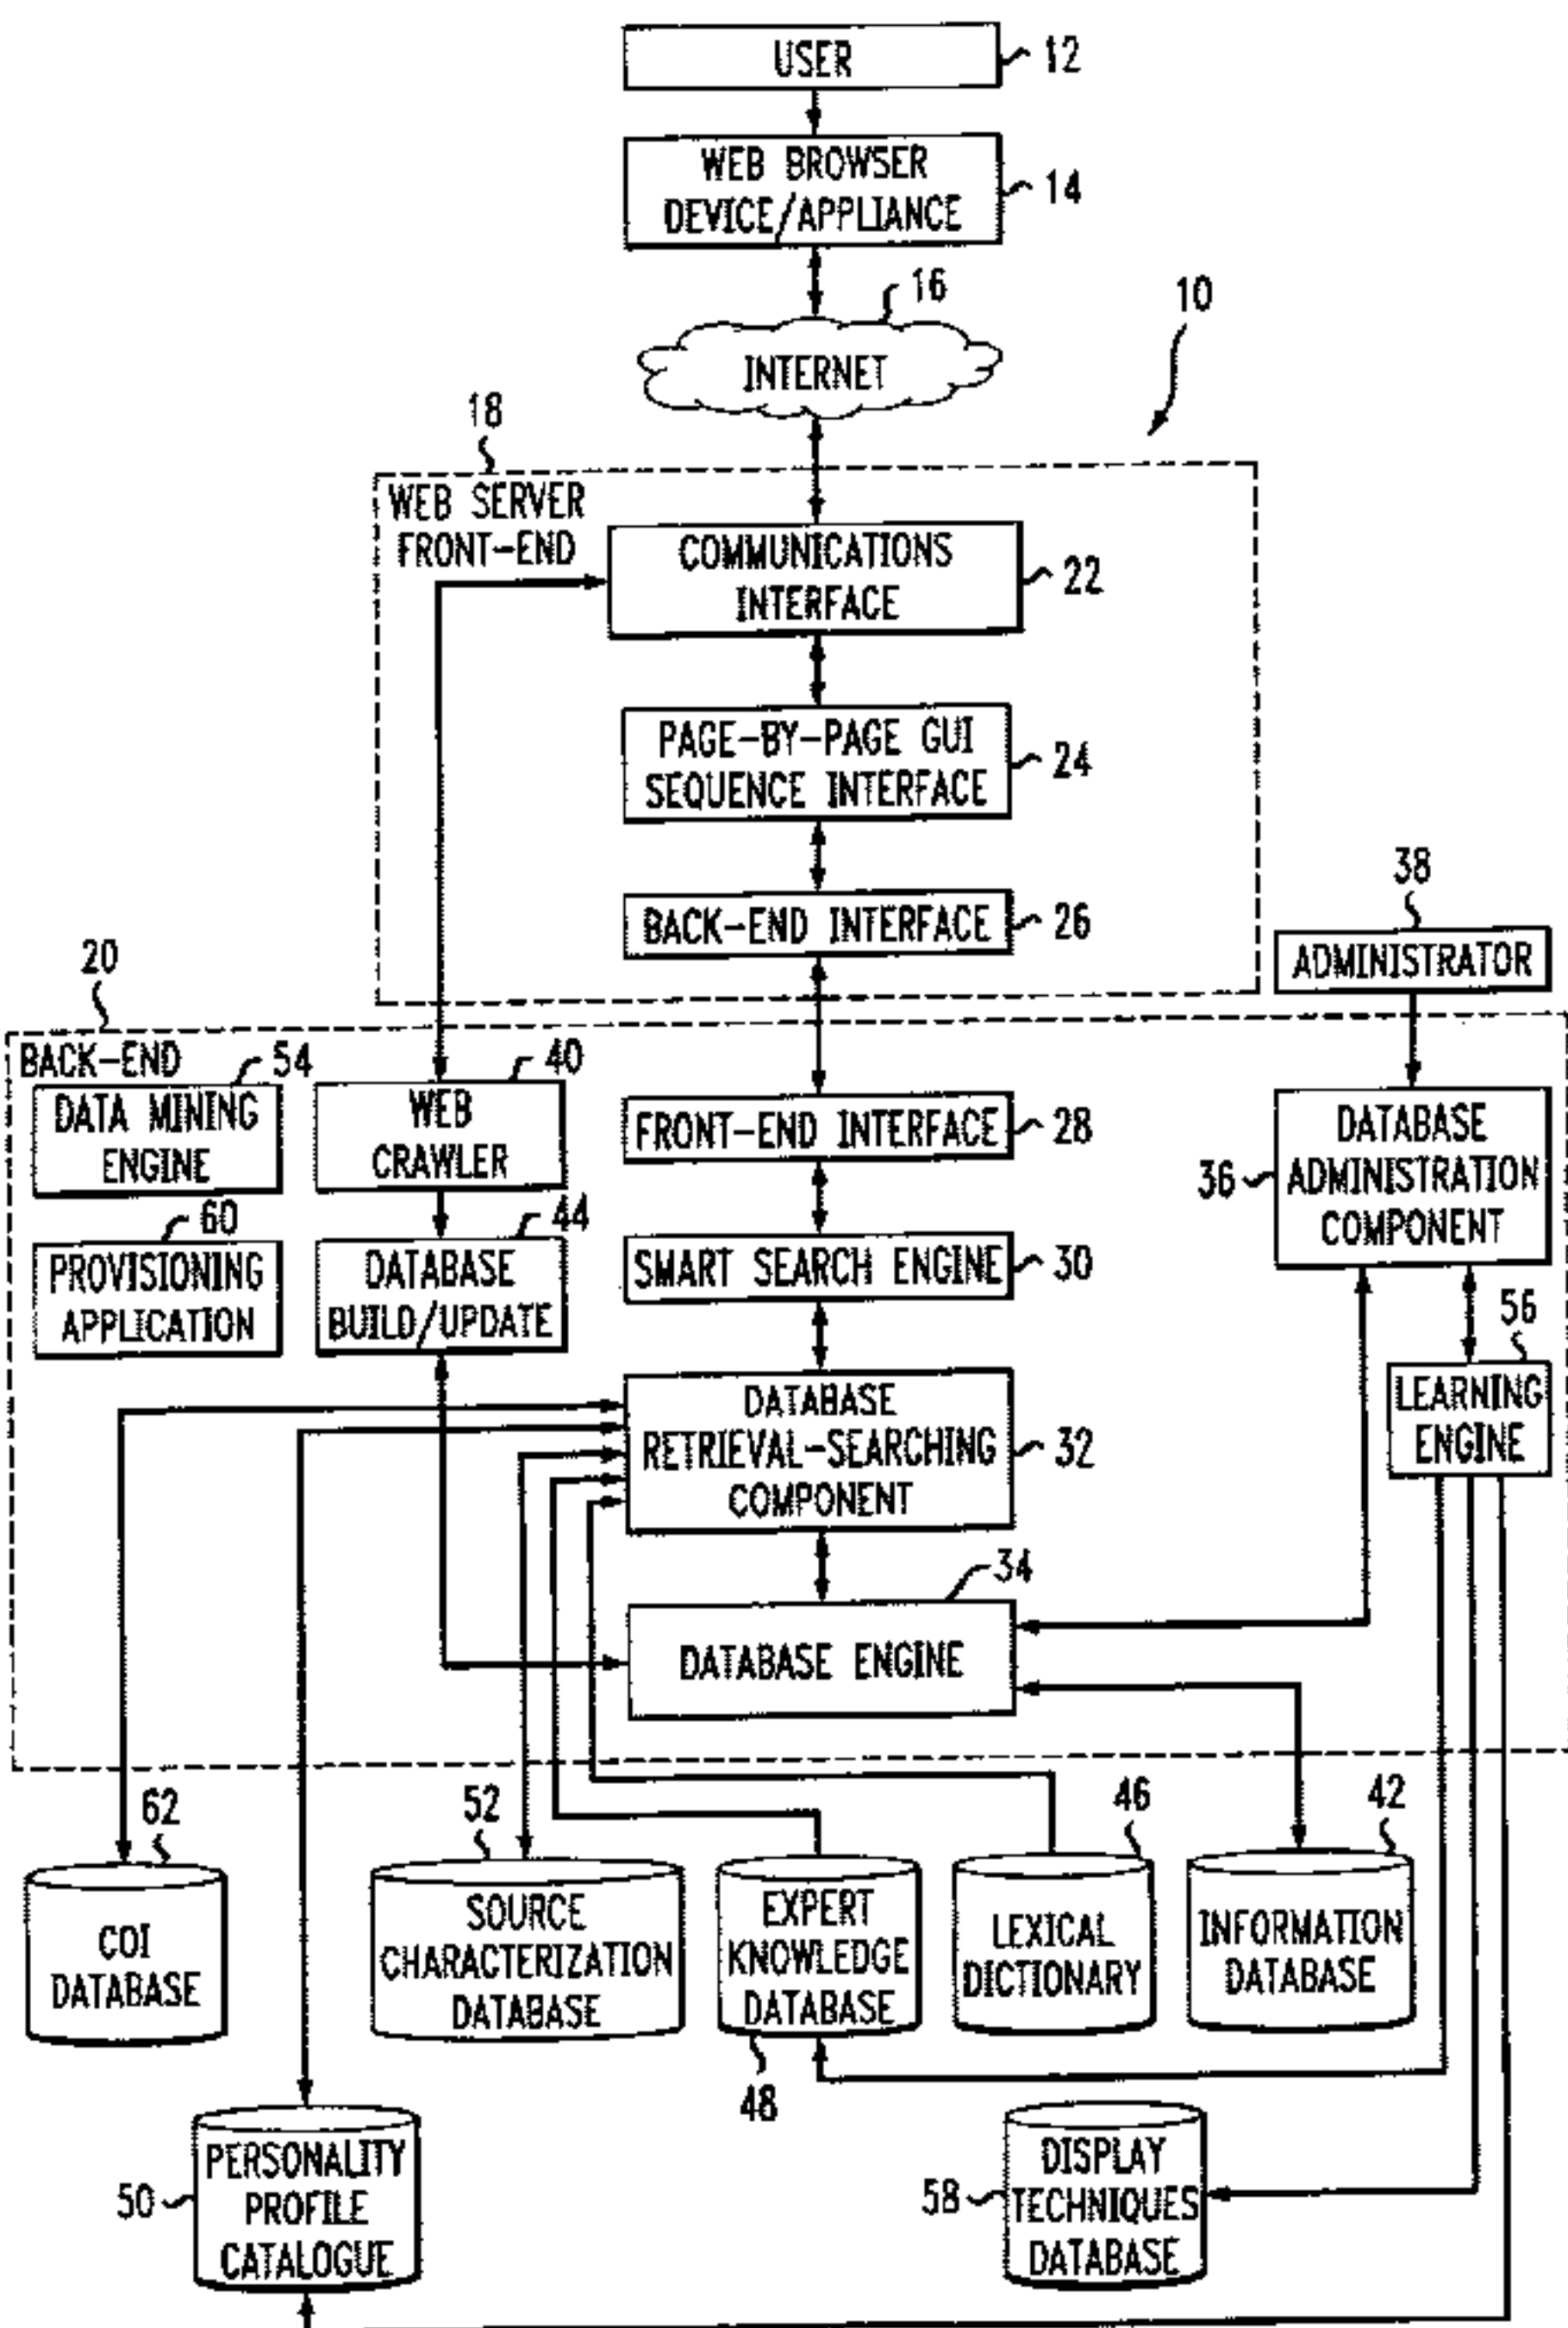 USER
12
WEB BROWSER
DEVICE/APPLIANCE
14
16
INTERNET
10
18
WEB SERVER
FRONT-END
COMMUNICATIONS
INTERFACE
22
PAGE-BY-PAGE GUI
SEQUENCE INTERFACE
24
BACK-END INTERFACE
26
38
ADMINISTRATOR
20
BACK-END
54
DATA MINING
ENGINE
40
WEB
CRAWLER
FRONT-END INTERFACE
28
DATABASE
ADMINISTRATION
COMPONENT
36
60
PROVISIONING
APPLICATION
44
DATABASE
BUILD/UPDATE
SMART SEARCH ENGINE
30
56
LEARNING
ENGINE
DATABASE
RETRIEVAL-SEARCHING
COMPONENT
32
34
DATABASE ENGINE
62
COI
DATABASE
52
SOURCE
CHARACTERIZATION
DATABASE
EXPERT
KNOWLEDGE
DATABASE
48
46
LEXICAL
DICTIONARY
42
INFORMATION
DATABASE
50
PERSONALITY
PROFILE
CATALOGUE
58
DISPLAY
TECHNIQUES
DATABASE